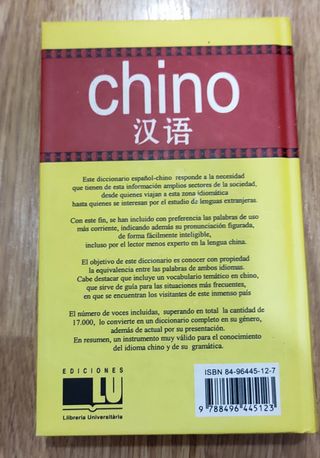 chino
汉语
Este diccionario español-chino responde a la necesidad
que tienen de esta información amplios sectores de la sociedad,
desde quienes viajan a esta zona idiomática
hasta quienes se interesan por el estudio de lenguas extranjeras.
Con este fin, se han incluido con preferencia las palabras de uso
más corriente, indicando además su pronunciación figurada,
de forma fácilmente inteligible,
incluso por el lector menos experto en la lengua china.
El objetivo de este diccionario es conocer con propiedad
la equivalencia entre las palabras de ambos idiomas.
Cabe destacar que incluye un vocabulario temático en chino,
que sirve de guía para las situaciones más frecuentes,
en que se encuentran los visitantes de este inmenso país
El número de voces incluidas, superando en total la cantidad de
17.000, lo convierte en un diccionario completo en su género,
además de actual por su presentación.
En resumen, un instrumento muy válido para el conocimiento
del idioma chino y de su gramática.
EDICIONES
LU
Llibreria Universitària
ISBN 84-96445-12-7
9 788496 445123